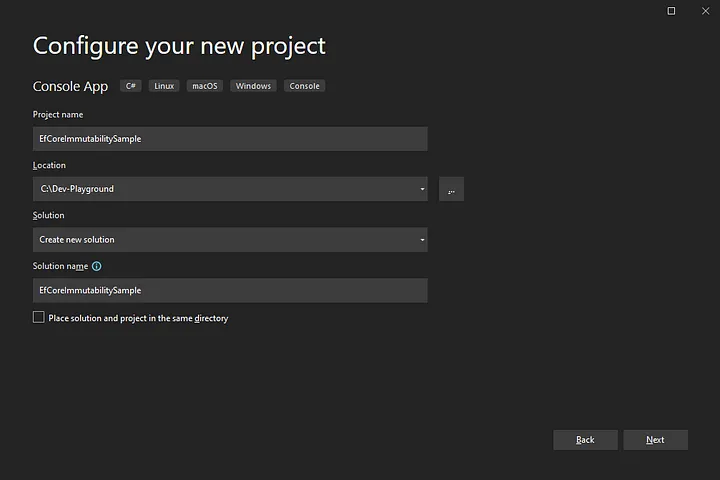 Configure your new project
Console App C# Linux macOS Windows Console
Project name
EfCoreImmutabilitySample
Location
C:\Dev-Playground
...
Solution
Create new solution
Solution name
EfCoreImmutabilitySample
Place solution and project in the same directory
Back Next